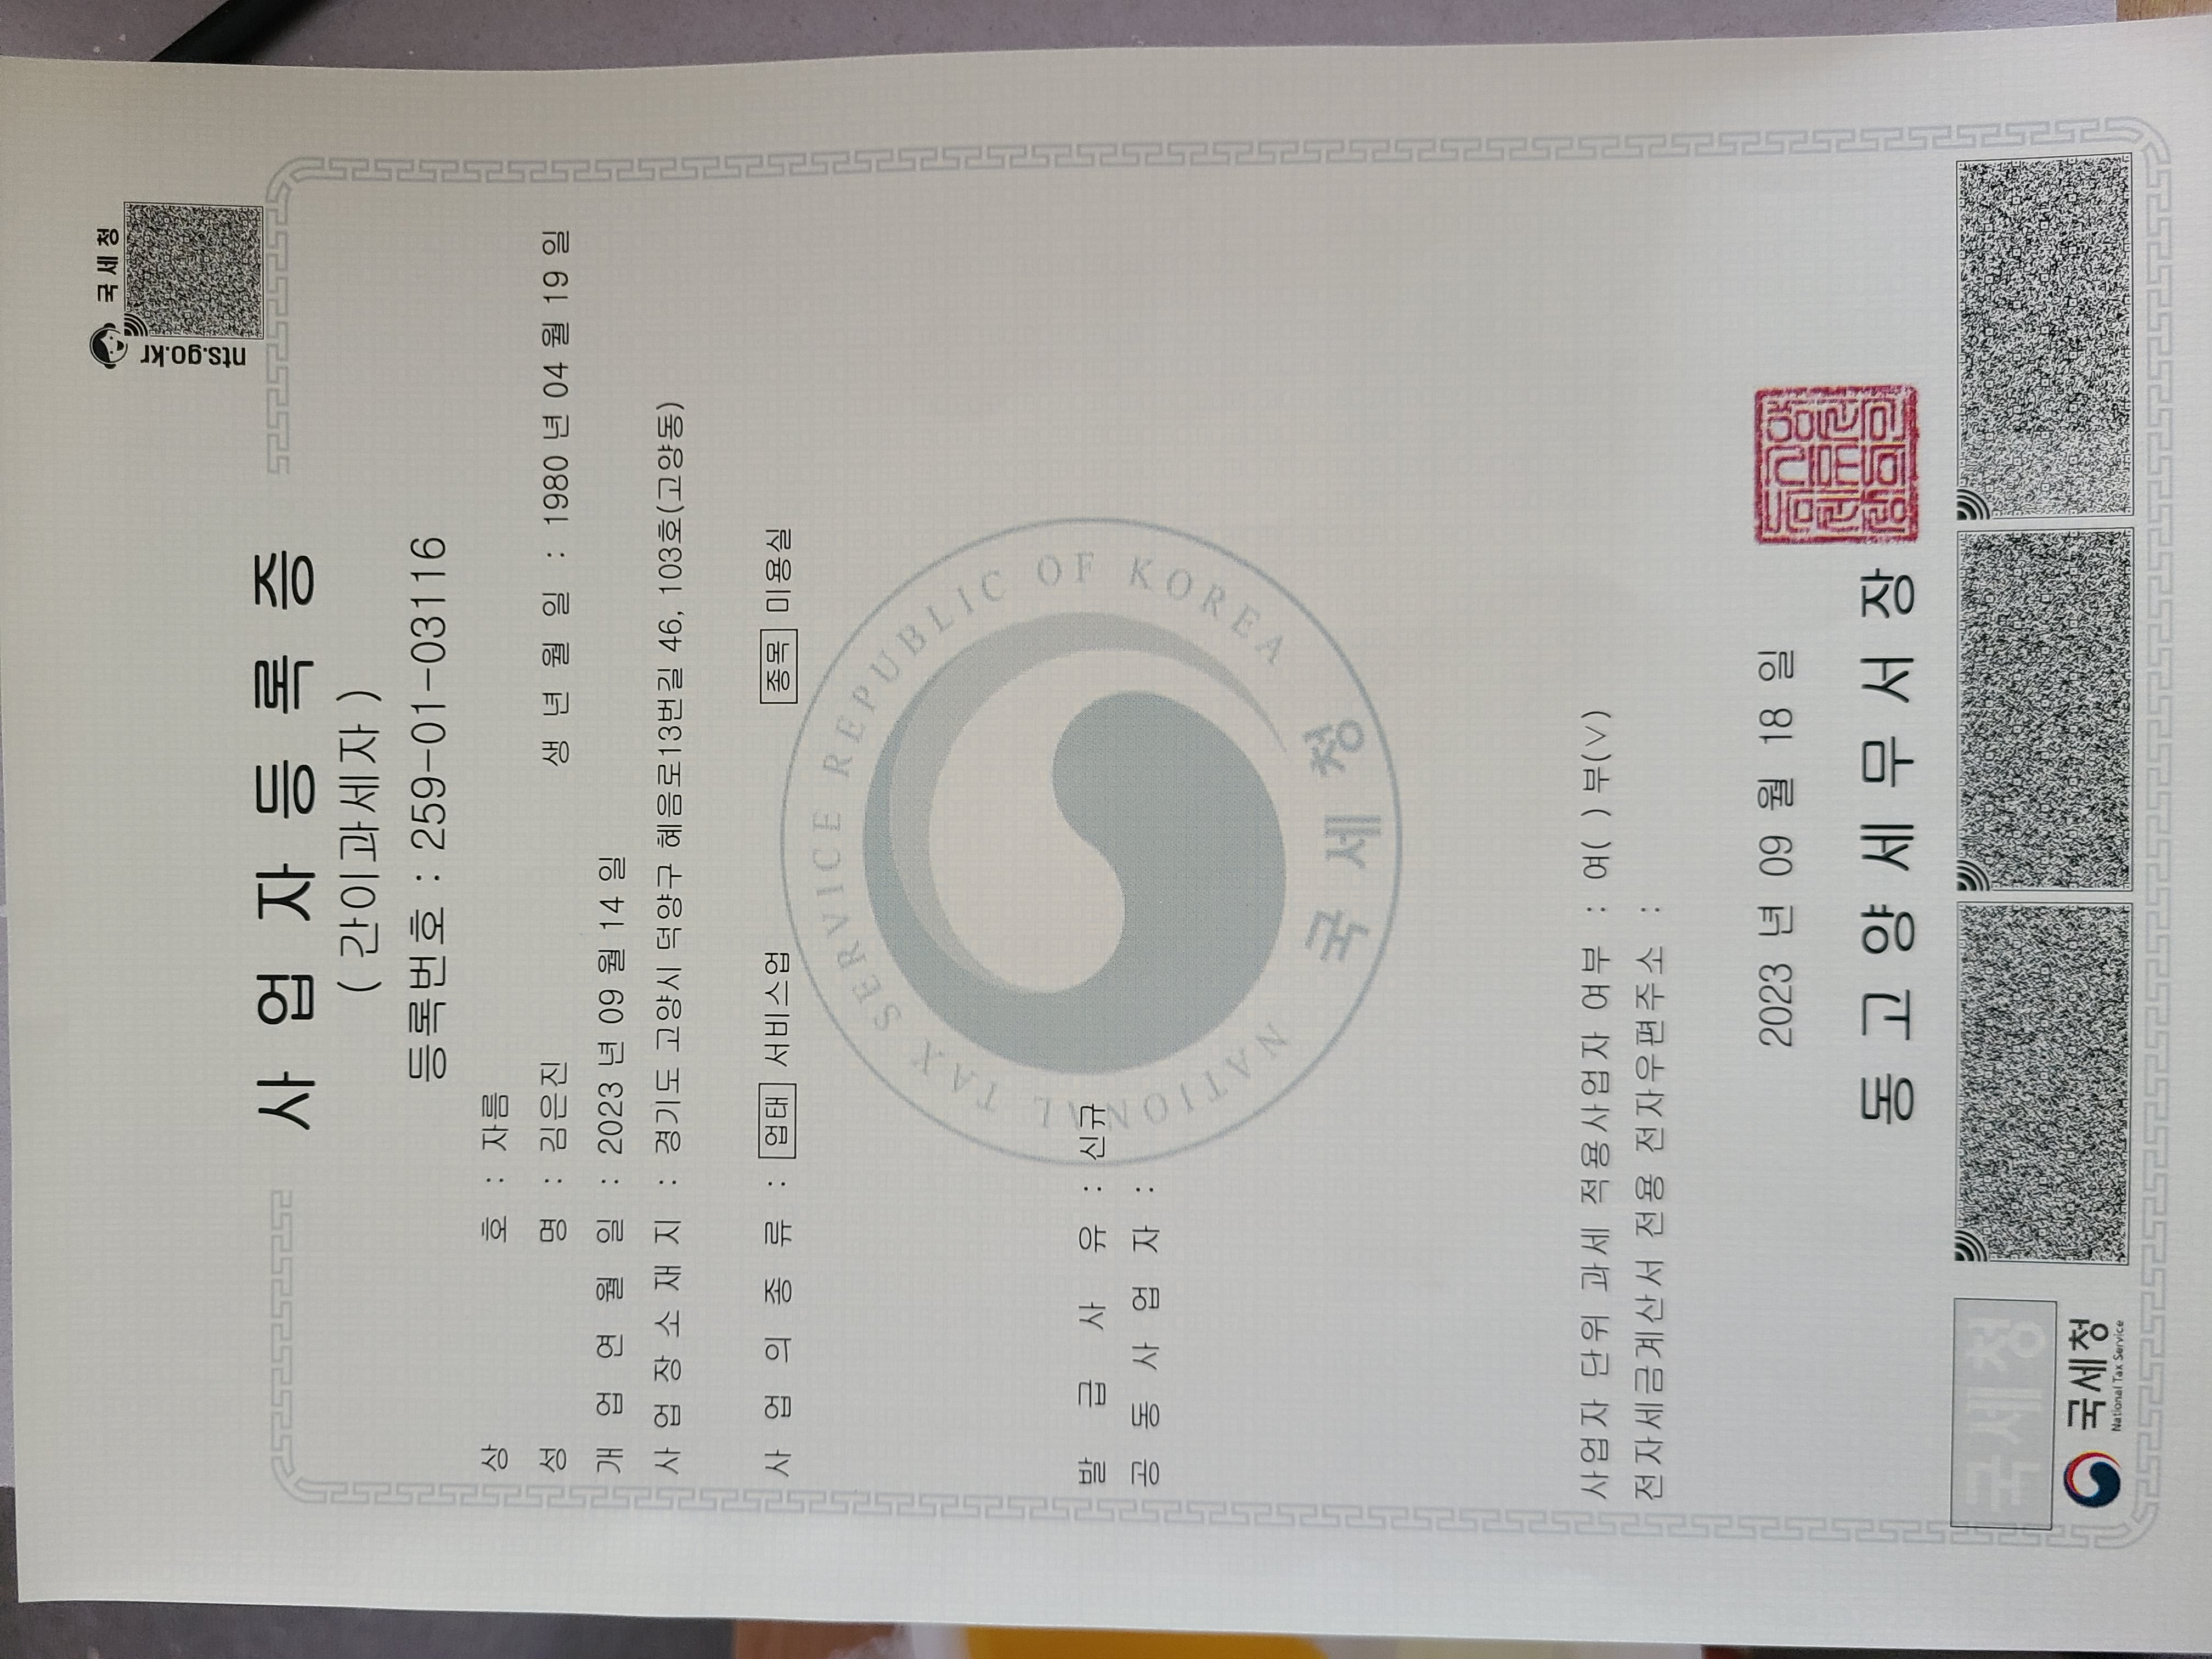 국세청
nts.go.kr
사업자등록증
( 간이과세자 )
등록번호 : 259-01-03116
상 호 : 자름
성 명 : 김은진 생 년 월 일 : 1980 년 04 월 19 일
개 업 연 월 일 : 2023 년 09 월 14 일
사 업 장 소 재 지 : 경기도 고양시 덕양구 혜음로13번길 46, 103호(고양동)
사 업 의 종 류 : 업태 서비스업 종목 미용실
NATIONAL TAX SERVICE REPUBLIC OF KOREA
국세청
발 급 사 유 : 신규
공 동 사 업 자 :
사업자 단위 과세 적용사업자 여부 : 여( ) 부(∨)
전자세금계산서 전용 전자우편주소 :
2023 년 09 월 18 일
동고양세무서장
국세청
국세청
National Tax Service